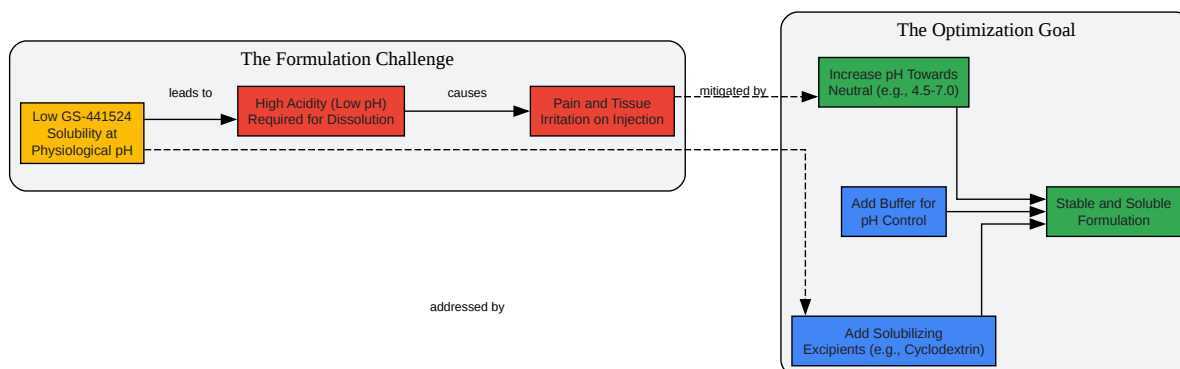 The Formulation Challenge
Low GS-441524
Solubility at
Physiological pH
leads to
High Acidity (Low pH)
Required for Dissolution
causes
Pain and Tissue
Irritation on Injection
mitigated by
addressed by
The Optimization Goal
Increase pH Towards
Neutral (e.g., 4.5-7.0)
Add Buffer for
pH Control
Stable and Soluble
Formulation
Add Solubilizing
Excipients (e.g., Cyclodextrin)